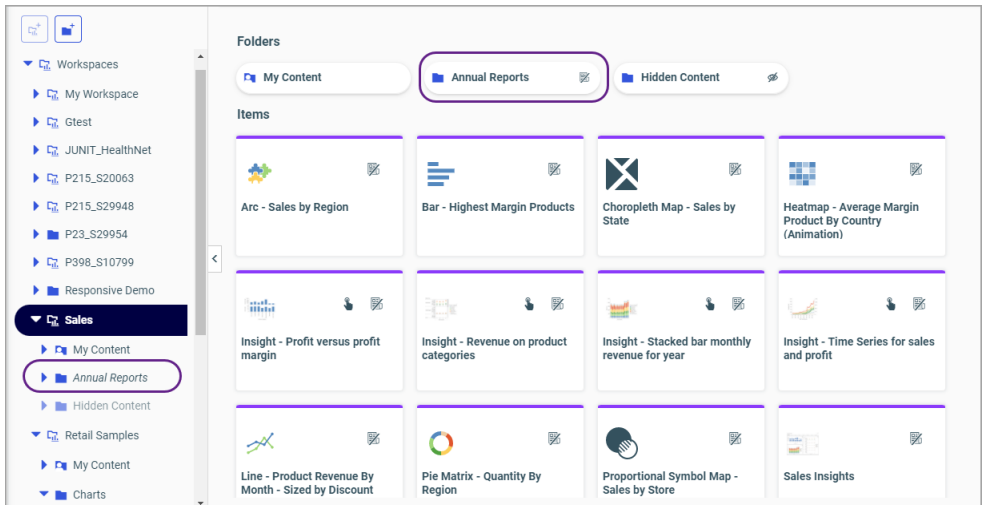 Workspaces
My Workspace
Gtest
JUNIT_HealthNet
P215_S20063
P215_S29948
P23_S29954
P398_S10799
Responsive Demo
Sales
My Content
Annual Reports
Hidden Content
Retail Samples
My Content
Charts
Folders
My Content
Annual Reports
Hidden Content
Items
Arc - Sales by Region
Bar - Highest Margin Products
Choropleth Map - Sales by
State
Heatmap - Average Margin
Product By Country
(Animation)
Insight - Profit versus profit
margin
Insight - Revenue on product
categories
Insight - Stacked bar monthly
revenue for year
Insight - Time Series for sales
and profit
Line - Product Revenue By
Month - Sized by Discount
Pie Matrix - Quantity By
Region
Proportional Symbol Map -
Sales by Store
Sales Insights